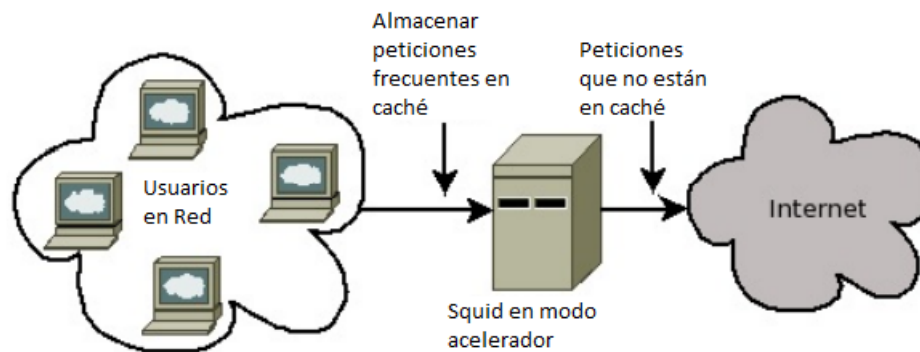 Almacenar
peticiones
frecuentes en
caché
Peticiones
que no están
en caché
Usuarios
en Red
Internet
Squid en modo
acelerador